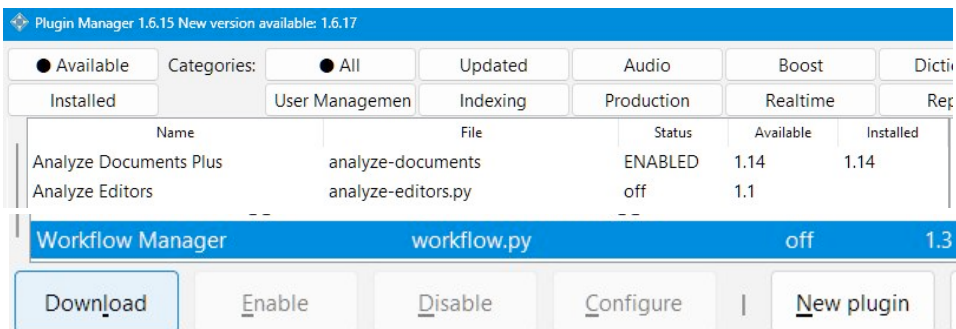 Plugin Manager 1.6.15 New version available: 1.6.17
Available Categories: All Updated Audio Boost
Installed User Managemen Indexing Production Realtime
Name File Status Available Installed
Analyze Documents Plus analyze-documents ENABLED 1.14 1.14
Analyze Editors analyze-editors.py off 1.1
Workflow Manager workflow.py off 1.3
Download Enable Disable Configure | New plugin